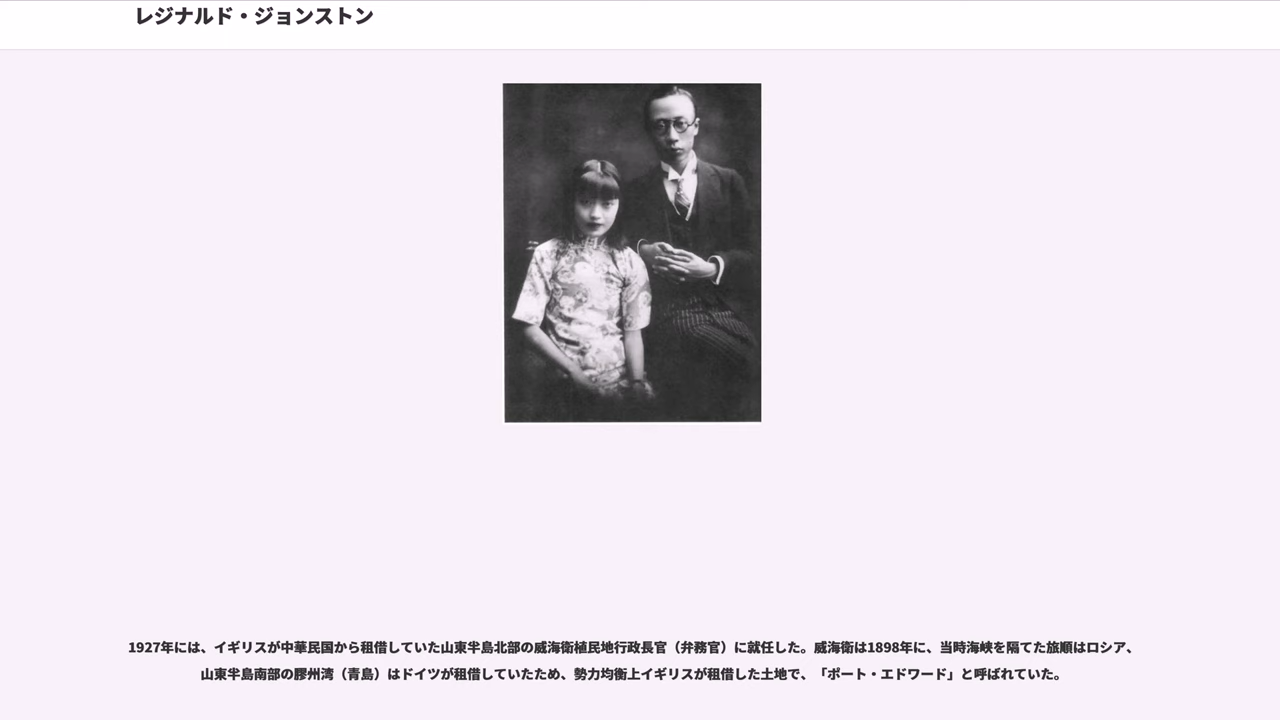 レジナルド・ジョンストン
1927年には、イギリスが中華民国から租借していた山東半島北部の威海衛植民地行政長官（弁務官）に就任した。威海衛は1898年に、当時海峡を隔てた旅順はロシア、
山東半島南部の膠州湾（青島）はドイツが租借していたため、勢力均衡上イギリスが租借した土地で、「ポート・エドワード」と呼ばれていた。